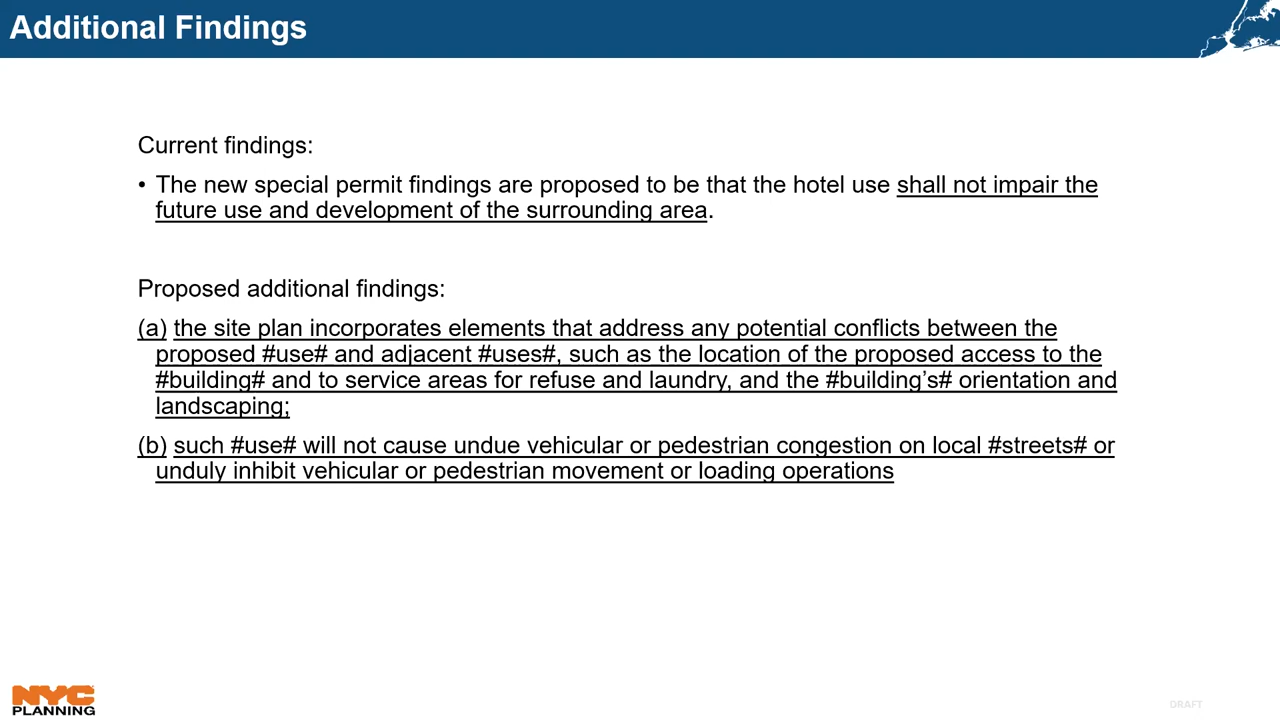 Additional Findings
Current findings:
• The new special permit findings are proposed to be that the hotel use shall not impair the
future use and development of the surrounding area.
Proposed additional findings:
(a) the site plan incorporates elements that address any potential conflicts between the
proposed #use# and adjacent #uses#, such as the location of the proposed access to the
#building# and to service areas for refuse and laundry, and the #building’s# orientation and
landscaping;
(b) such #use# will not cause undue vehicular or pedestrian congestion on local #streets# or
unduly inhibit vehicular or pedestrian movement or loading operations
NYC
PLANNING
DRAFT